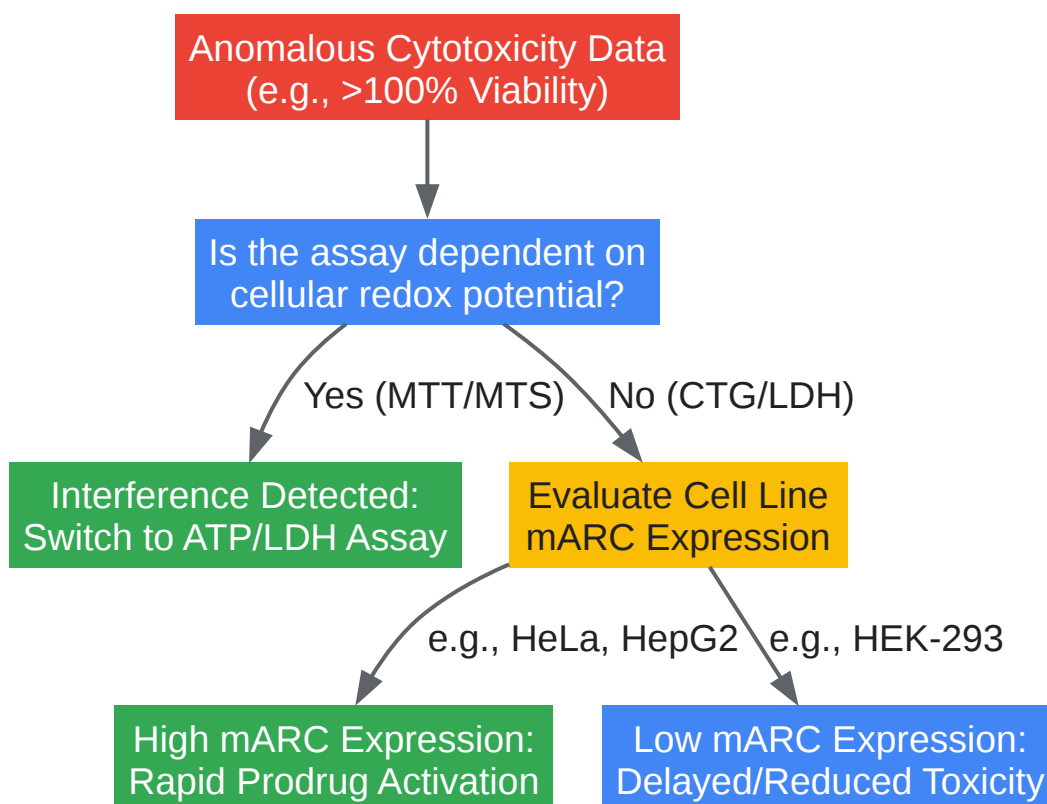 Anomalous Cytotoxicity Data
(e.g., >100% Viability)
Is the assay dependent on
cellular redox potential?
Yes (MTT/MTS)
No (CTG/LDH)
Interference Detected:
Switch to ATP/LDH Assay
Evaluate Cell Line
mARC Expression
e.g., HeLa, HepG2
e.g., HEK-293
High mARC Expression:
Rapid Prodrug Activation
Low mARC Expression:
Delayed/Reduced Toxicity